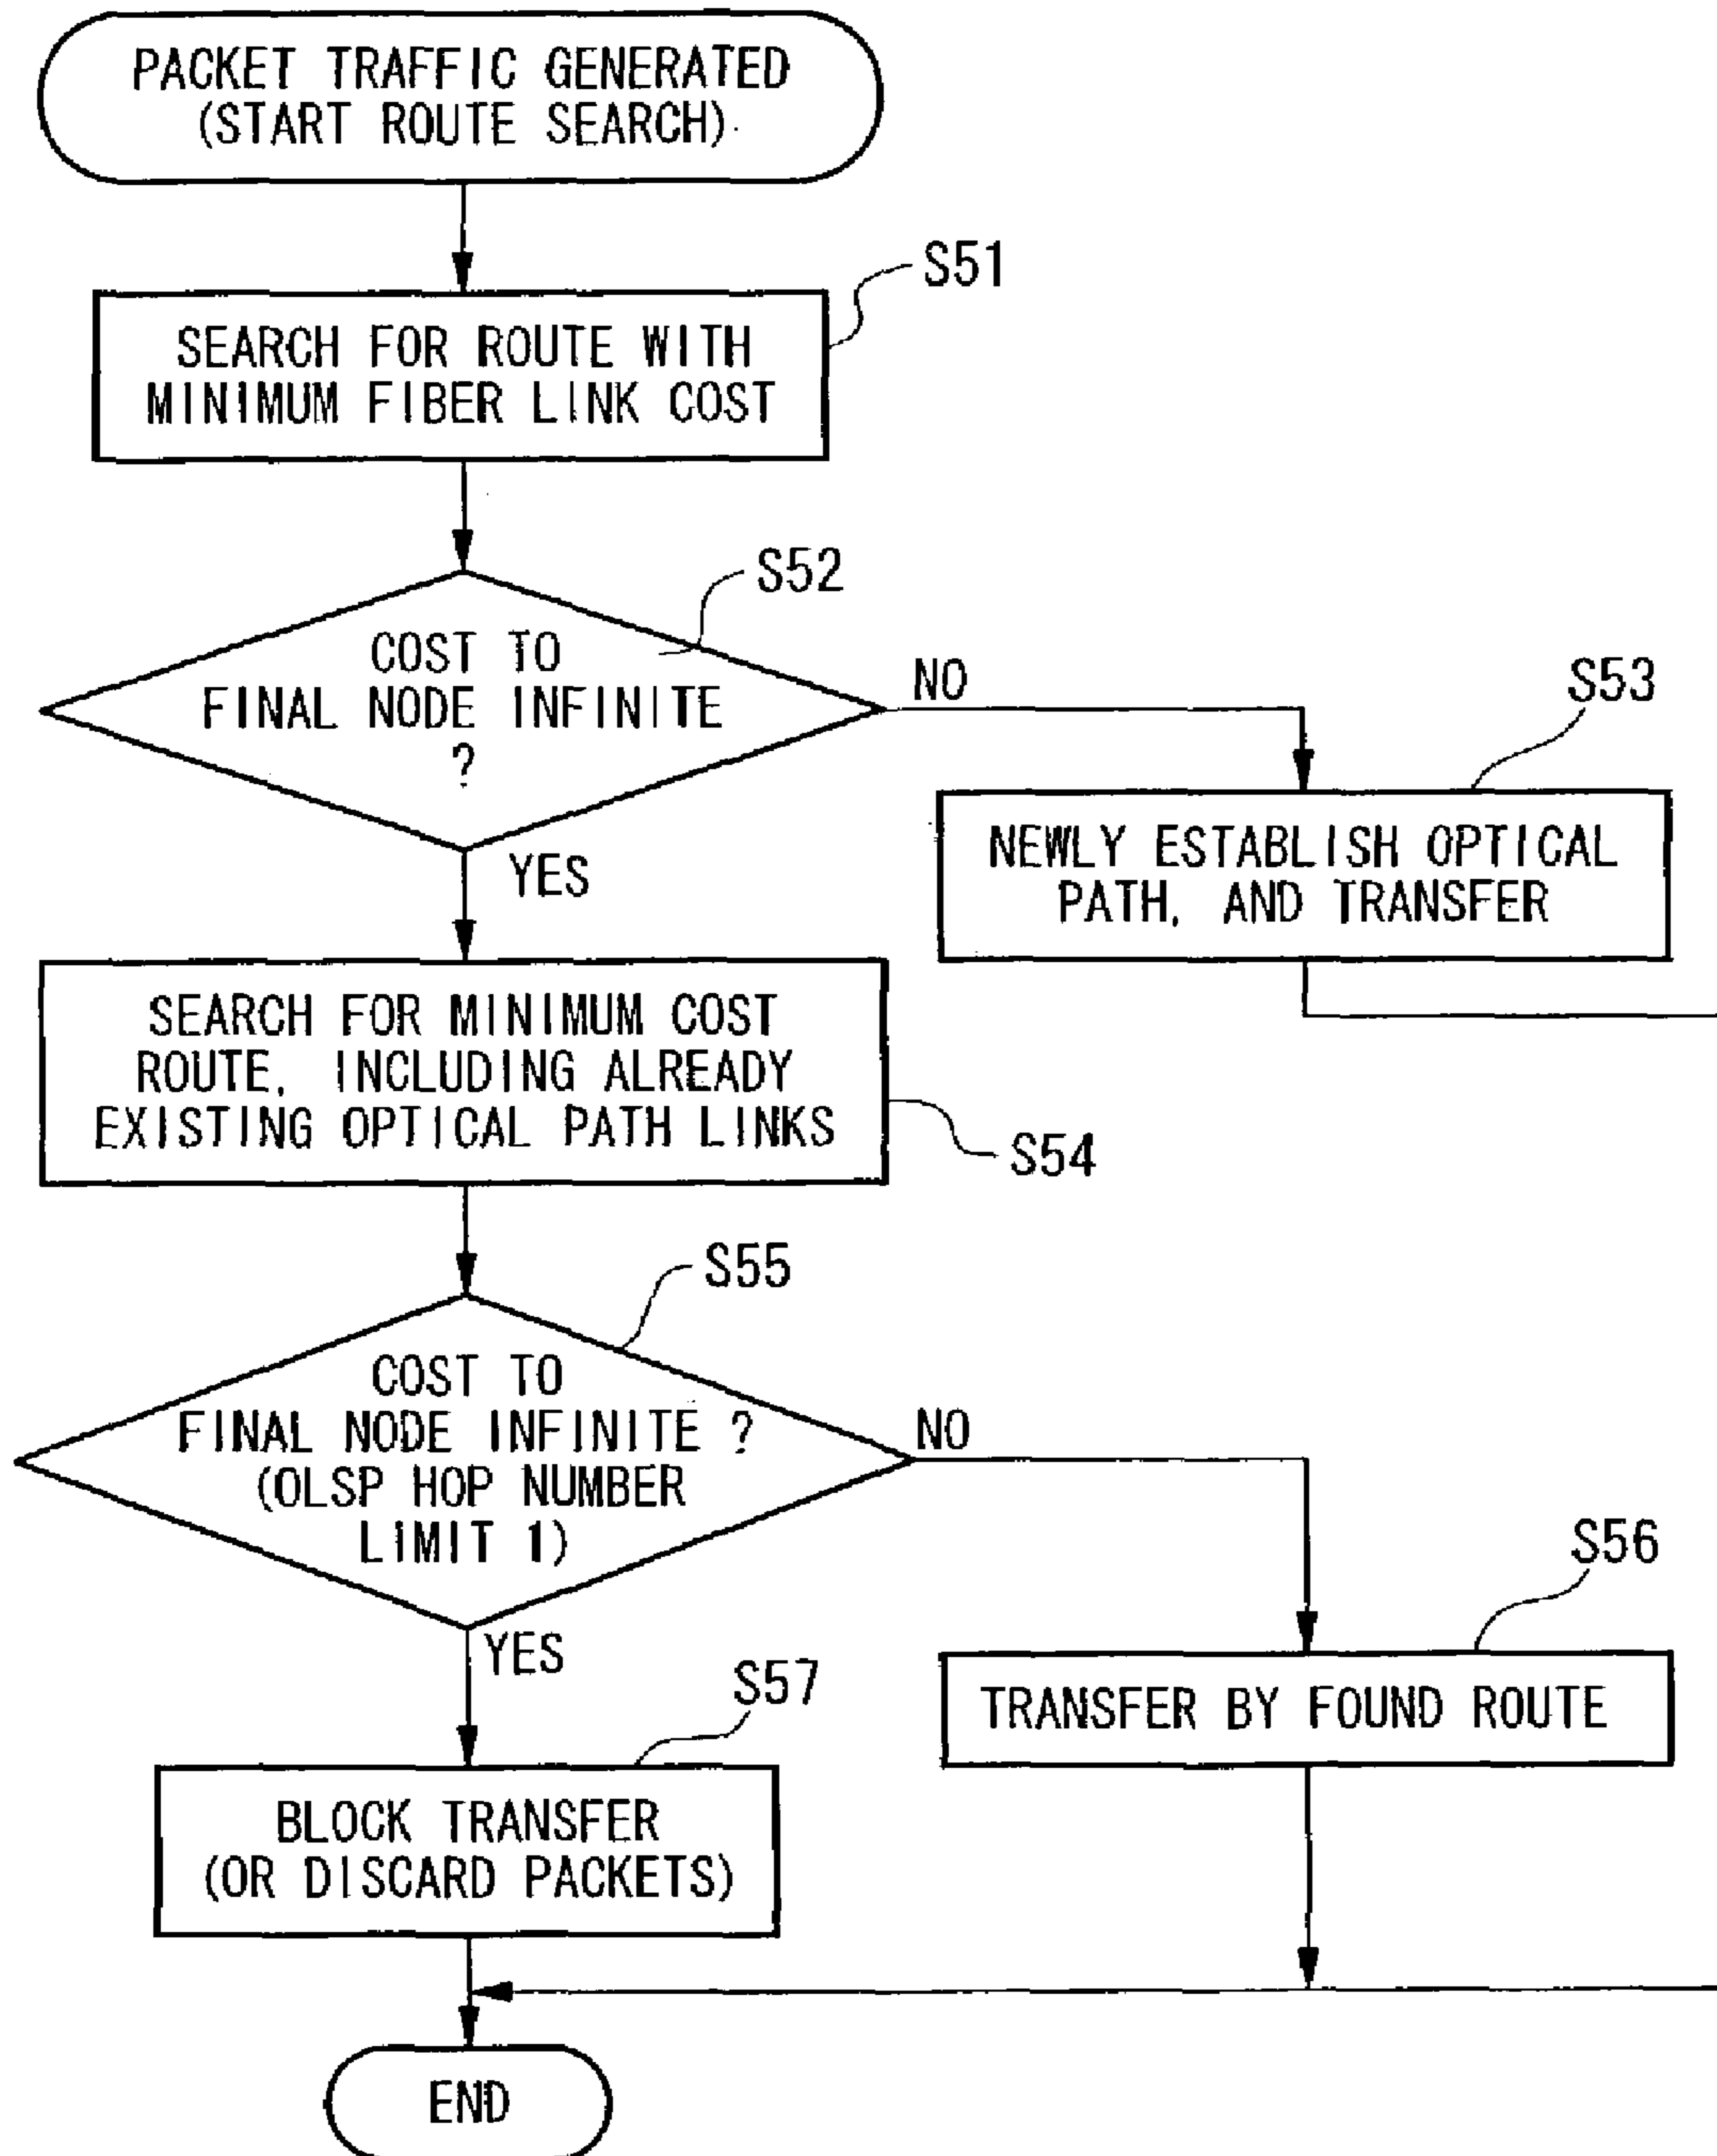 PACKET TRAFFIC GENERATED
(START ROUTE SEARCH)
S51
SEARCH FOR ROUTE WITH
MINIMUM FIBER LINK COST
S52
COST TO
FINAL NODE INFINITE
?
NO
S53
YES
NEWLY ESTABLISH OPTICAL
PATH, AND TRANSFER
SEARCH FOR MINIMUM COST
ROUTE, INCLUDING ALREADY
EXISTING OPTICAL PATH LINKS
S54
S55
COST TO
FINAL NODE INFINITE ?
(OLSP HOP NUMBER
LIMIT 1)
NO
S56
YES
S57
TRANSFER BY FOUND ROUTE
BLOCK TRANSFER
(OR DISCARD PACKETS)
END